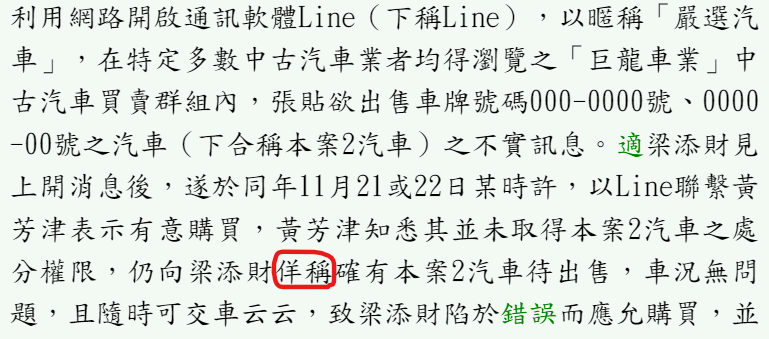 利用網路開啟通訊軟體Line（下稱Line），以暱稱「嚴選汽
車」，在特定多數中古汽車業者均得瀏覽之「巨龍車業」中
古汽車買賣群組內，張貼欲出售車牌號碼000-0000號、0000
-00號之汽車（下合稱本案2汽車）之不實訊息。適梁添財見
上開消息後，遂於同年11月21或22日某時許，以Line聯繫黃
芳津表示有意購買，黃芳津知悉其並未取得本案2汽車之處
分權限，仍向梁添財佯稱確有本案2汽車待出售，車況無問
題，且隨時可交車云云，致梁添財陷於錯誤而應允購買，並